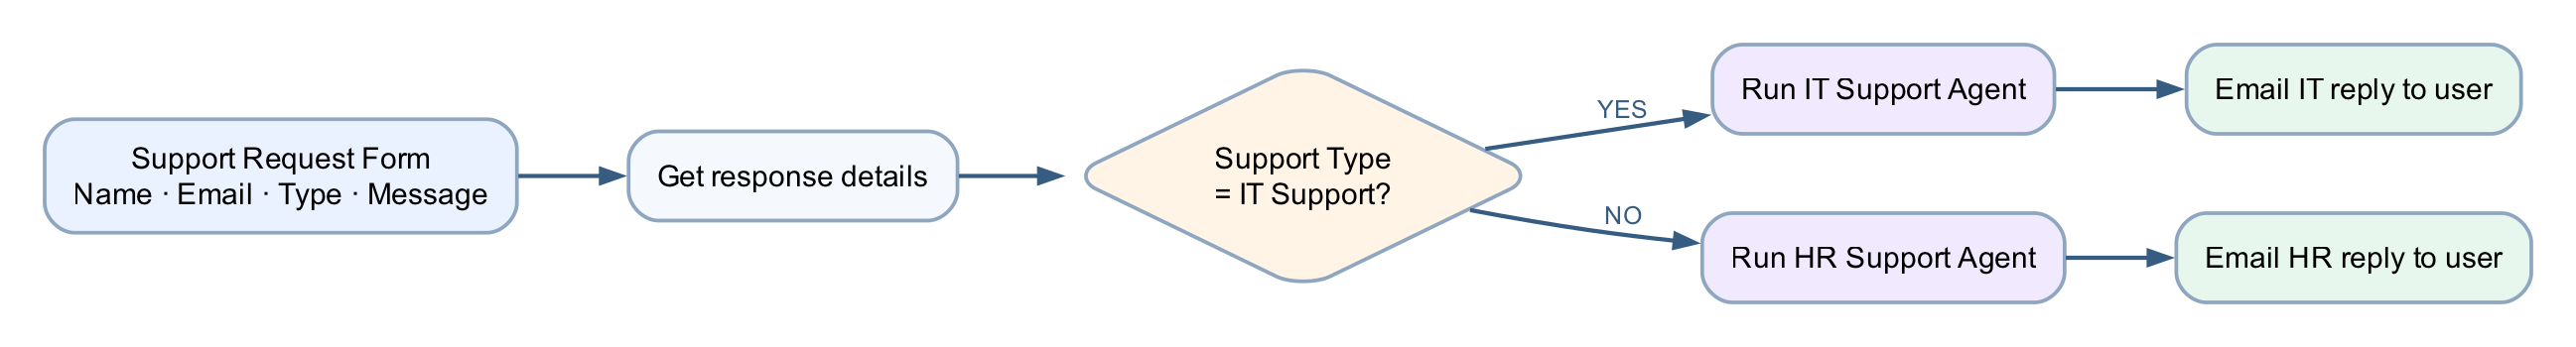 Support Request Form
Name · Email · Type · Message
Get response details
Support Type
= IT Support?
YES
Run IT Support Agent
Email IT reply to user
NO
Run HR Support Agent
Email HR reply to user